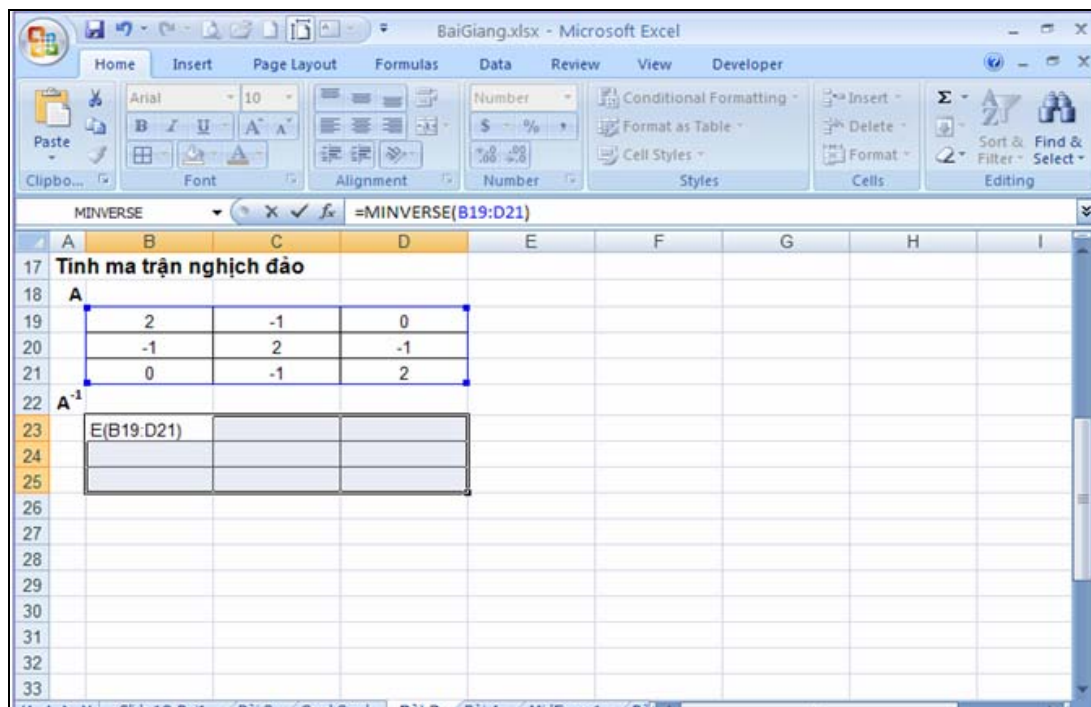 BaiGiang.xlsx - Microsoft Excel
Home Insert Page Layout Formulas Data Review View Developer
Paste
Arial 10
B I U A A
Number
$ % ,
Conditional Formatting
Format as Table
Cell Styles
Insert
Delete
Format
Σ
Sort & Filter
Find & Select
Clipbo... Font Alignment Number Styles Cells Editing
MINVERSE fx =MINVERSE(B19:D21)
A B C D E F G H I
17 Tính ma trận nghịch đảo
18 A
19 2 -1 0
20 -1 2 -1
21 0 -1 2
22 A-1
23 E(B19:D21)
24
25
26
27
28
29
30
31
32
33